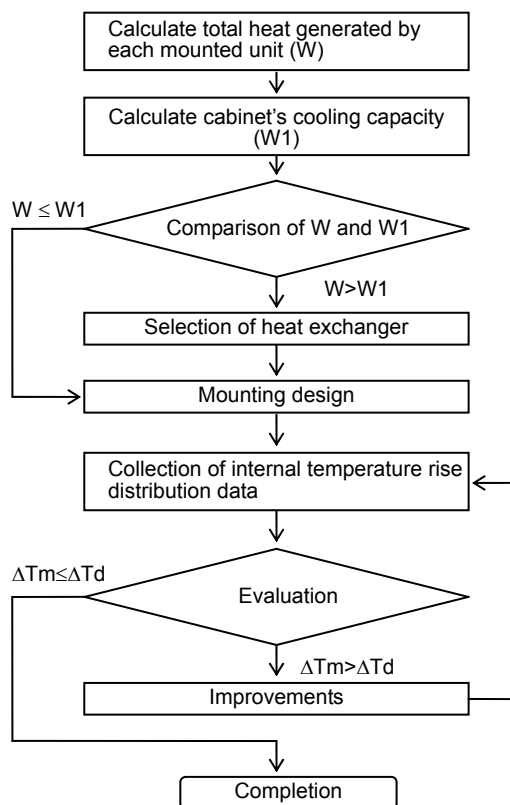 Calculate total heat generated by
each mounted unit (W)
Calculate cabinet's cooling capacity
(W1)
W ≤ W1
Comparison of W and W1
W>W1
Selection of heat exchanger
Mounting design
Collection of internal temperature rise
distribution data
ΔTm≤ΔTd
Evaluation
ΔTm>ΔTd
Improvements
Completion